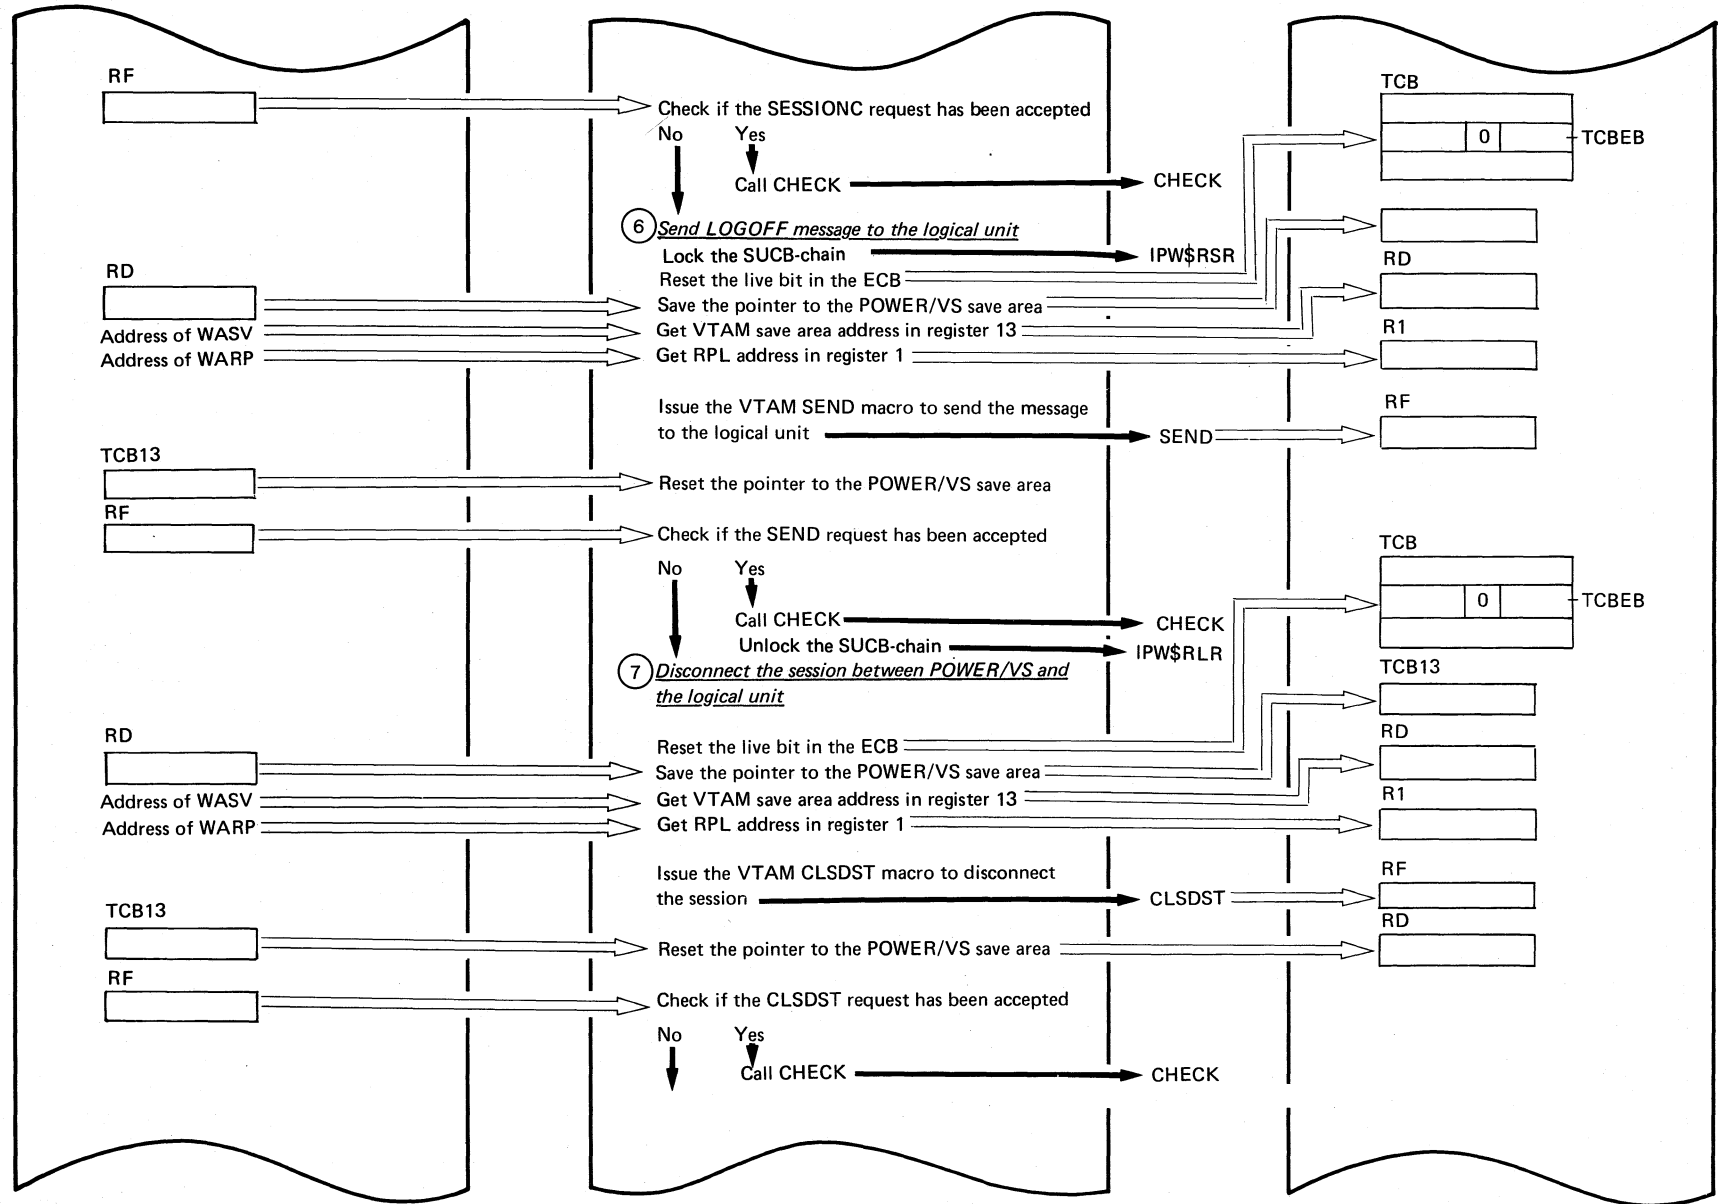 RF
TCB
Check if the SESSIONC request has been accepted
No Yes
0 TCBEB
Call CHECK CHECK
6 Send LOGOFF message to the logical unit
Lock the SUCB-chain IPW$RSR
RD
RD
Reset the live bit in the ECB
Save the pointer to the POWER/VS save area
Address of WASV Get VTAM save area address in register 13
R1
Address of WARP Get RPL address in register 1
RF
Issue the VTAM SEND macro to send the message
to the logical unit SEND
TCB13
Reset the pointer to the POWER/VS save area
RF
Check if the SEND request has been accepted
TCB
No Yes
0 TCBEB
Call CHECK CHECK
Unlock the SUCB-chain IPW$RLR
7 Disconnect the session between POWER/VS and
the logical unit
TCB13
RD
RD
Reset the live bit in the ECB
Save the pointer to the POWER/VS save area
R1
Address of WASV Get VTAM save area address in register 13
Address of WARP Get RPL address in register 1
Issue the VTAM CLSDST macro to disconnect
RF
the session CLSDST
TCB13
RD
Reset the pointer to the POWER/VS save area
RF
Check if the CLSDST request has been accepted
No Yes
Call CHECK CHECK